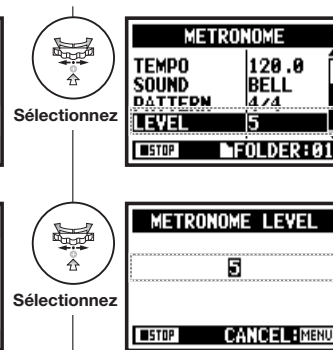 METRONOME
TEMPO 120.0
SOUND BELL
PATTERN 4/4
LEVEL 5
STOP FOLDER:01
Sélectionnez
METRONOME LEVEL
5
STOP CANCEL:MENU
Sélectionnez